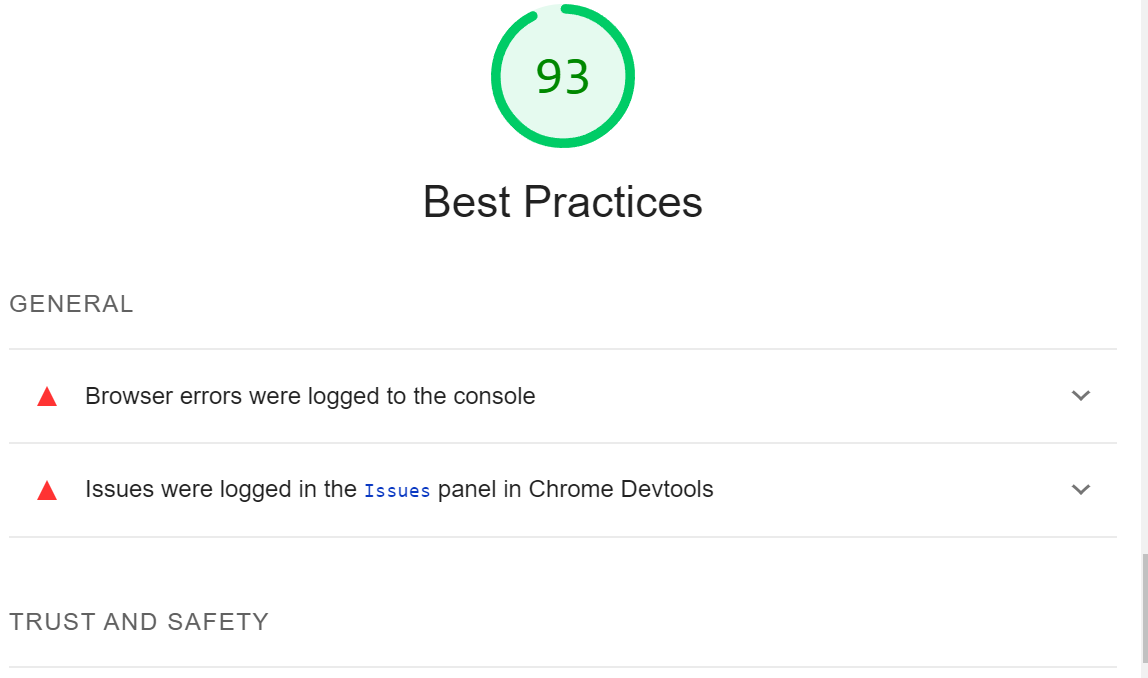 93
Best Practices
GENERAL
Browser errors were logged to the console
Issues were logged in the Issues panel in Chrome Devtools
TRUST AND SAFETY